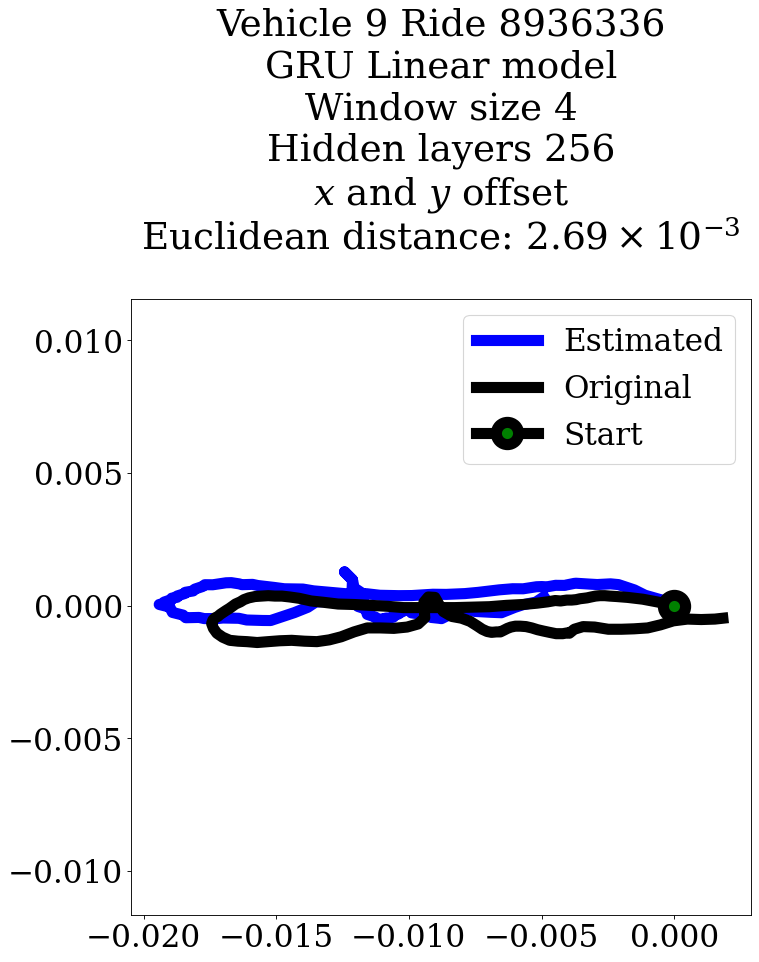 Vehicle 9 Ride 8936336
GRU Linear model
Window size 4
Hidden layers 256
x and y offset
Euclidean distance: 2.69 × 10⁻³
Estimated
Original
Start
0.010
0.005
0.000
−0.005
−0.010
−0.020 −0.015 −0.010 −0.005 0.000